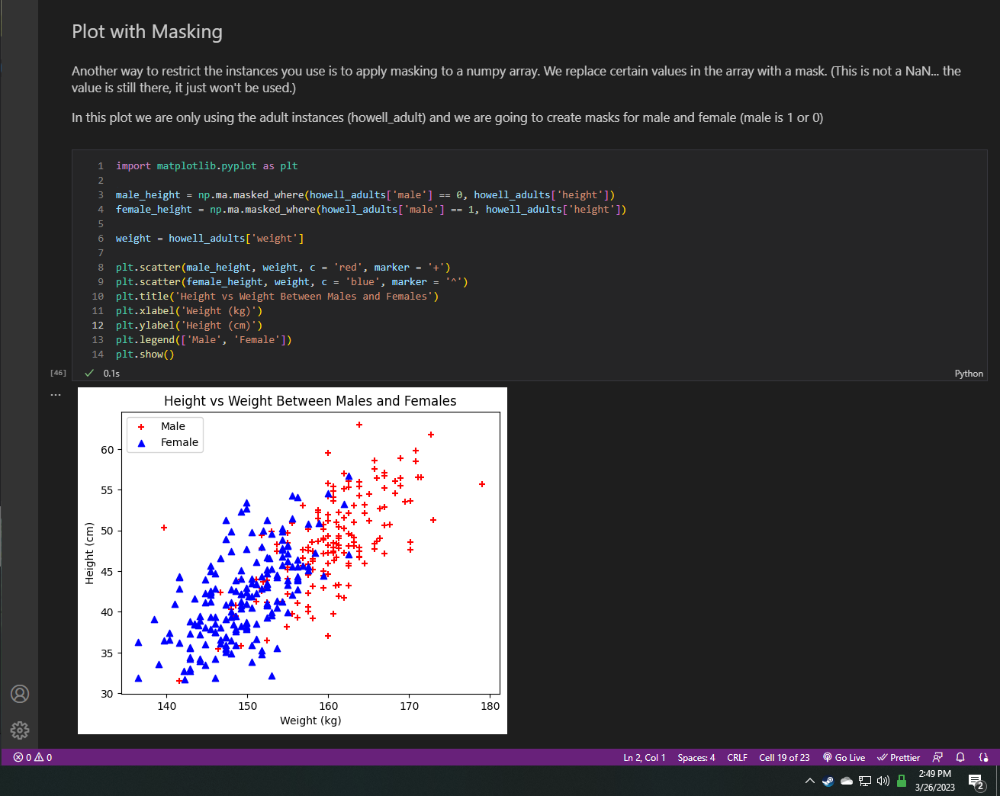 Plot with Masking
Another way to restrict the instances you use is to apply masking to a numpy array. We replace certain values in the array with a mask. (This is not a NaN... the
value is still there, it just won't be used.)
In this plot we are only using the adult instances (howell_adult) and we are going to create masks for male and female (male is 1 or 0)
1 import matplotlib.pyplot as plt
2
3 male_height = np.ma.masked_where(howell_adults['male'] == 0, howell_adults['height'])
4 female_height = np.ma.masked_where(howell_adults['male'] == 1, howell_adults['height'])
5
6 weight = howell_adults['weight']
7
8 plt.scatter(male_height, weight, c = 'red', marker = '+')
9 plt.scatter(female_height, weight, c = 'blue', marker = '^')
10 plt.title('Height vs Weight Between Males and Females')
11 plt.xlabel('Weight (kg)')
12 plt.ylabel('Height (cm)')
13 plt.legend(['Male', 'Female'])
14 plt.show()
[46] 0.1s Python
...
Height vs Weight Between Males and Females
Male
Female
60
55
50
45
40
35
30
Height (cm)
140 150 160 170 180
Weight (kg)
0 0 Ln 2, Col 1 Spaces: 4 CRLF Cell 19 of 23 Go Live Prettier
2:49 PM
3/26/2023
2